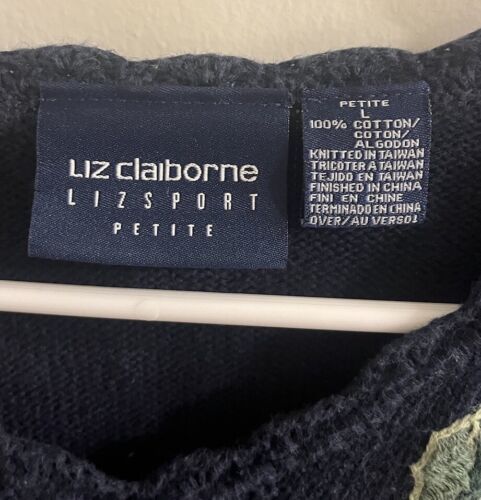 Liz claiborne
LIZSPORT
PETITE
PETITE
L
100% COTTON/
COTON/
ALGODON
KNITTED IN TAIWAN
TRICOTER A TAIWAN
TEJIDO EN TAIWAN
FINISHED IN CHINA
FINI EN CHINE
TERMINADO EN CHINA
OVER/AU VERSO!